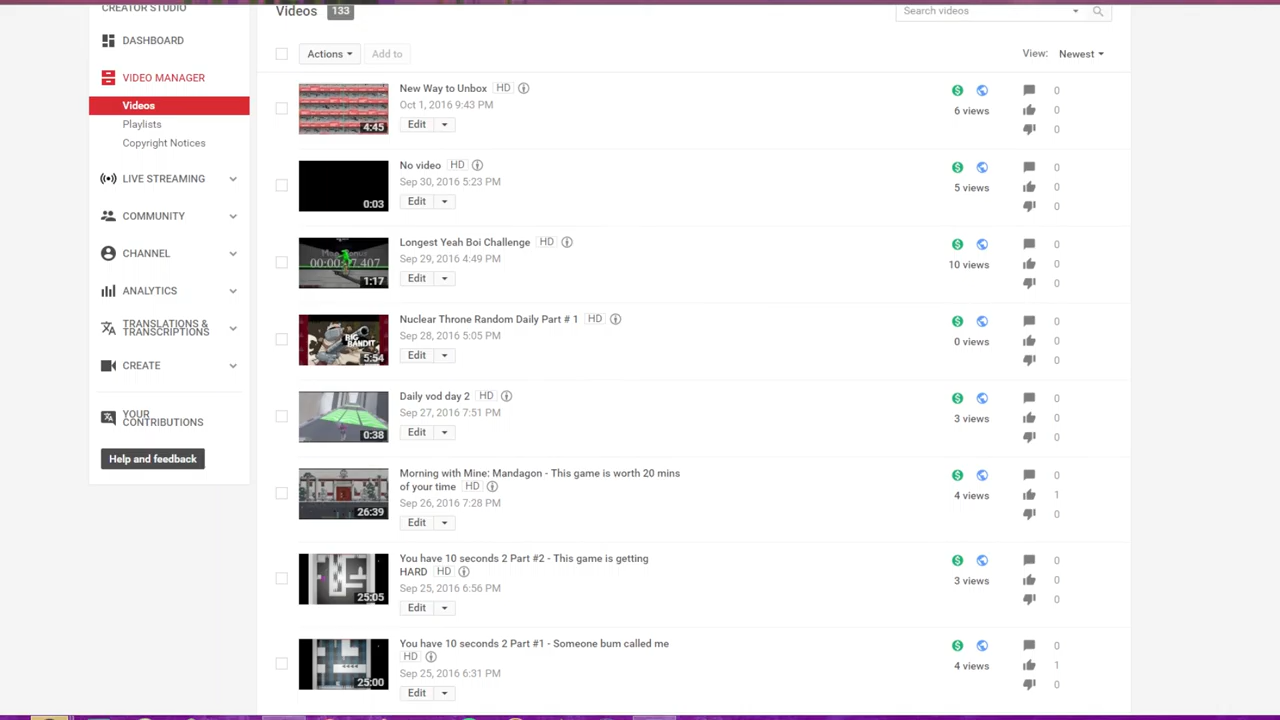 CREATOR STUDIO
DASHBOARD
VIDEO MANAGER
Videos
Playlists
Copyright Notices
LIVE STREAMING
COMMUNITY
CHANNEL
ANALYTICS
TRANSLATIONS &
TRANSCRIPTIONS
CREATE
YOUR
CONTRIBUTIONS
Help and feedback
Videos 133
Search videos
Actions Add to
View: Newest
4:45
New Way to Unbox HD
Oct 1, 2016 9:43 PM
Edit
6 views
0
0
0
0:03
No video HD
Sep 30, 2016 5:23 PM
Edit
5 views
0
0
0
00:00:17.407
1:17
Longest Yeah Boi Challenge HD
Sep 29, 2016 4:49 PM
Edit
10 views
0
0
0
BIG
BANDIT
5:54
Nuclear Throne Random Daily Part # 1 HD
Sep 28, 2016 5:05 PM
Edit
0 views
0
0
0
0:38
Daily vod day 2 HD
Sep 27, 2016 7:51 PM
Edit
3 views
0
0
0
26:39
Morning with Mine: Mandagon - This game is worth 20 mins
of your time HD
Sep 26, 2016 7:28 PM
Edit
4 views
0
1
0
25:05
You have 10 seconds 2 Part #2 - This game is getting
HARD HD
Sep 25, 2016 6:56 PM
Edit
3 views
0
0
0
25:00
You have 10 seconds 2 Part #1 - Someone bum called me
HD
Sep 25, 2016 6:31 PM
Edit
4 views
0
1
0